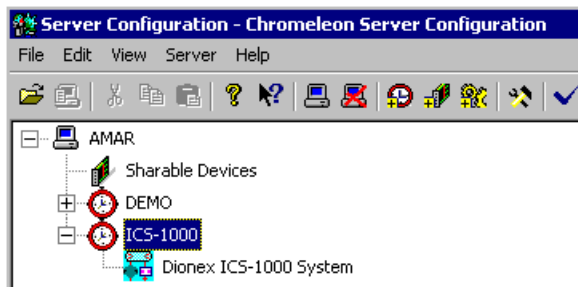 Server Configuration - Chromeleon Server Configuration
File Edit View Server Help
AMAR
Sharable Devices
DEMO
ICS-1000
Dionex ICS-1000 System